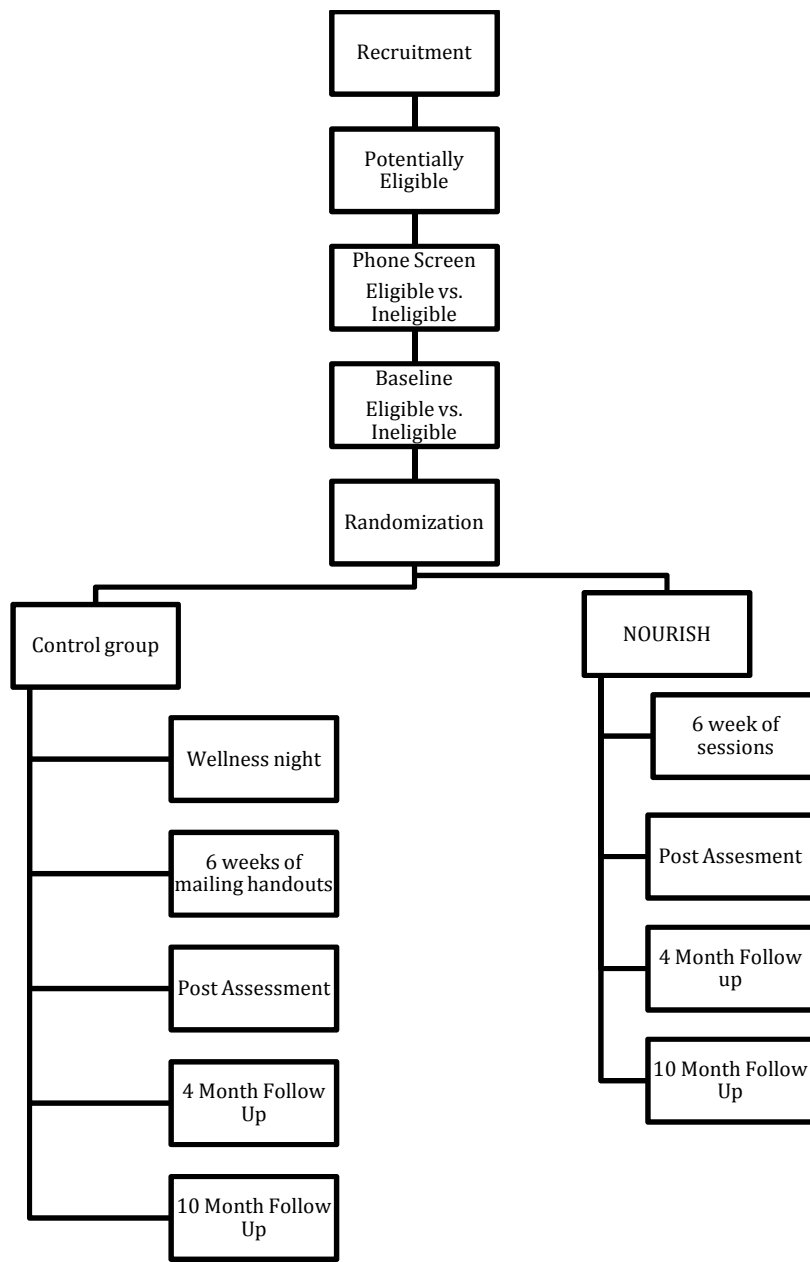 Recruitment
Potentially
Eligible
Phone Screen
Eligible vs.
Ineligible
Baseline
Eligible vs.
Ineligible
Randomization
Control group
Wellness night
6 weeks of
mailing handouts
Post Assessment
4 Month Follow
Up
10 Month Follow
Up
NOURISH
6 week of
sessions
Post Assesment
4 Month Follow
up
10 Month Follow
Up